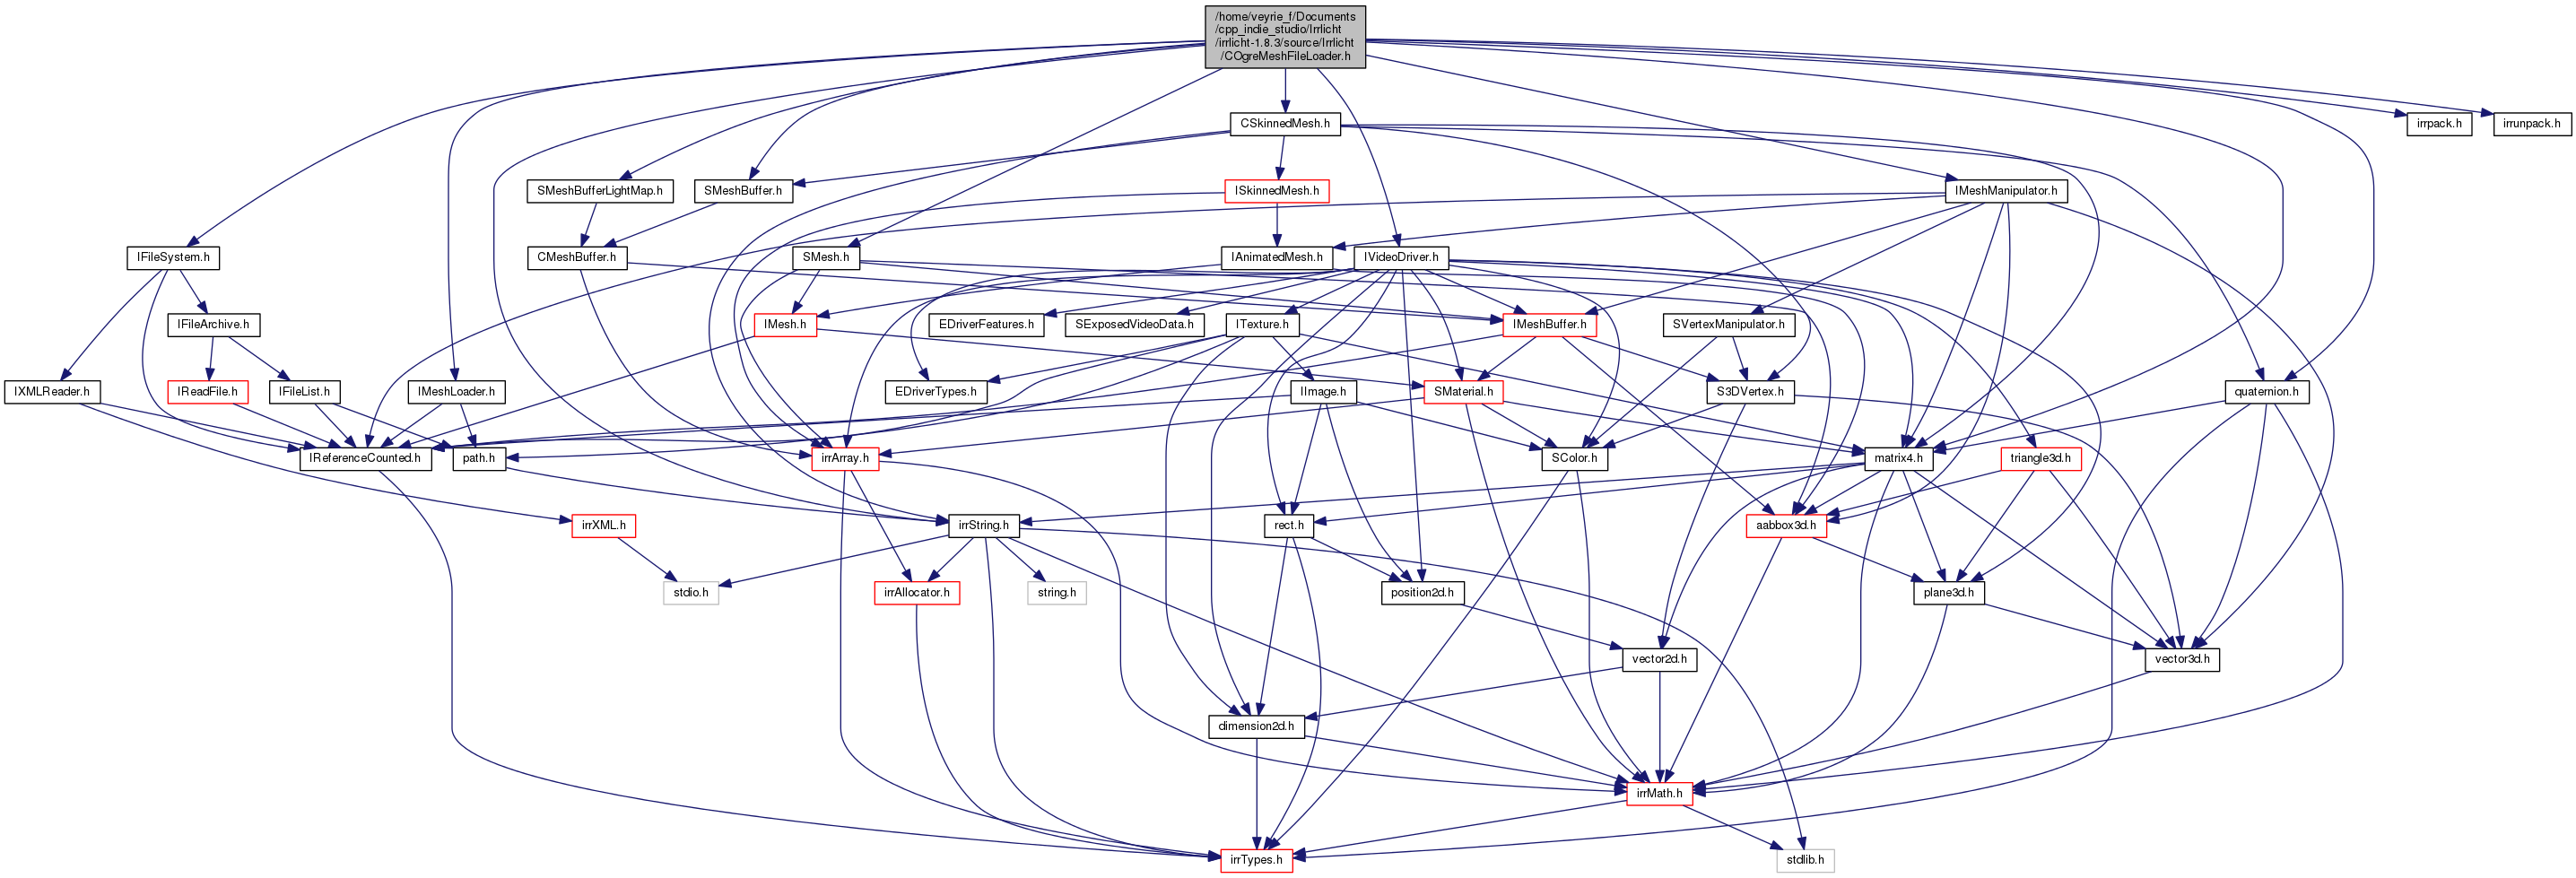 /home/veyrie_f/Documents
/cpp_indie_studio/Irrlicht
/irrlicht-1.8.3/source/Irrlicht
/COgreMeshFileLoader.h
CSkinnedMesh.h
irrpack.h
irrunpack.h
SMeshBufferLightMap.h
SMeshBuffer.h
ISkinnedMesh.h
IMeshManipulator.h
IFileSystem.h
CMeshBuffer.h
SMesh.h
IAnimatedMesh.h
IVideoDriver.h
IFileArchive.h
IMesh.h
EDriverFeatures.h
SExposedVideoData.h
ITexture.h
IMeshBuffer.h
SVertexManipulator.h
IXMLReader.h
IReadFile.h
IFileList.h
IMeshLoader.h
EDriverTypes.h
IImage.h
SMaterial.h
S3DVertex.h
quaternion.h
IReferenceCounted.h
path.h
irrArray.h
SColor.h
matrix4.h
triangle3d.h
irrXML.h
irrString.h
rect.h
aabbox3d.h
stdio.h
irrAllocator.h
string.h
position2d.h
plane3d.h
vector2d.h
vector3d.h
dimension2d.h
irrMath.h
irrTypes.h
stdlib.h